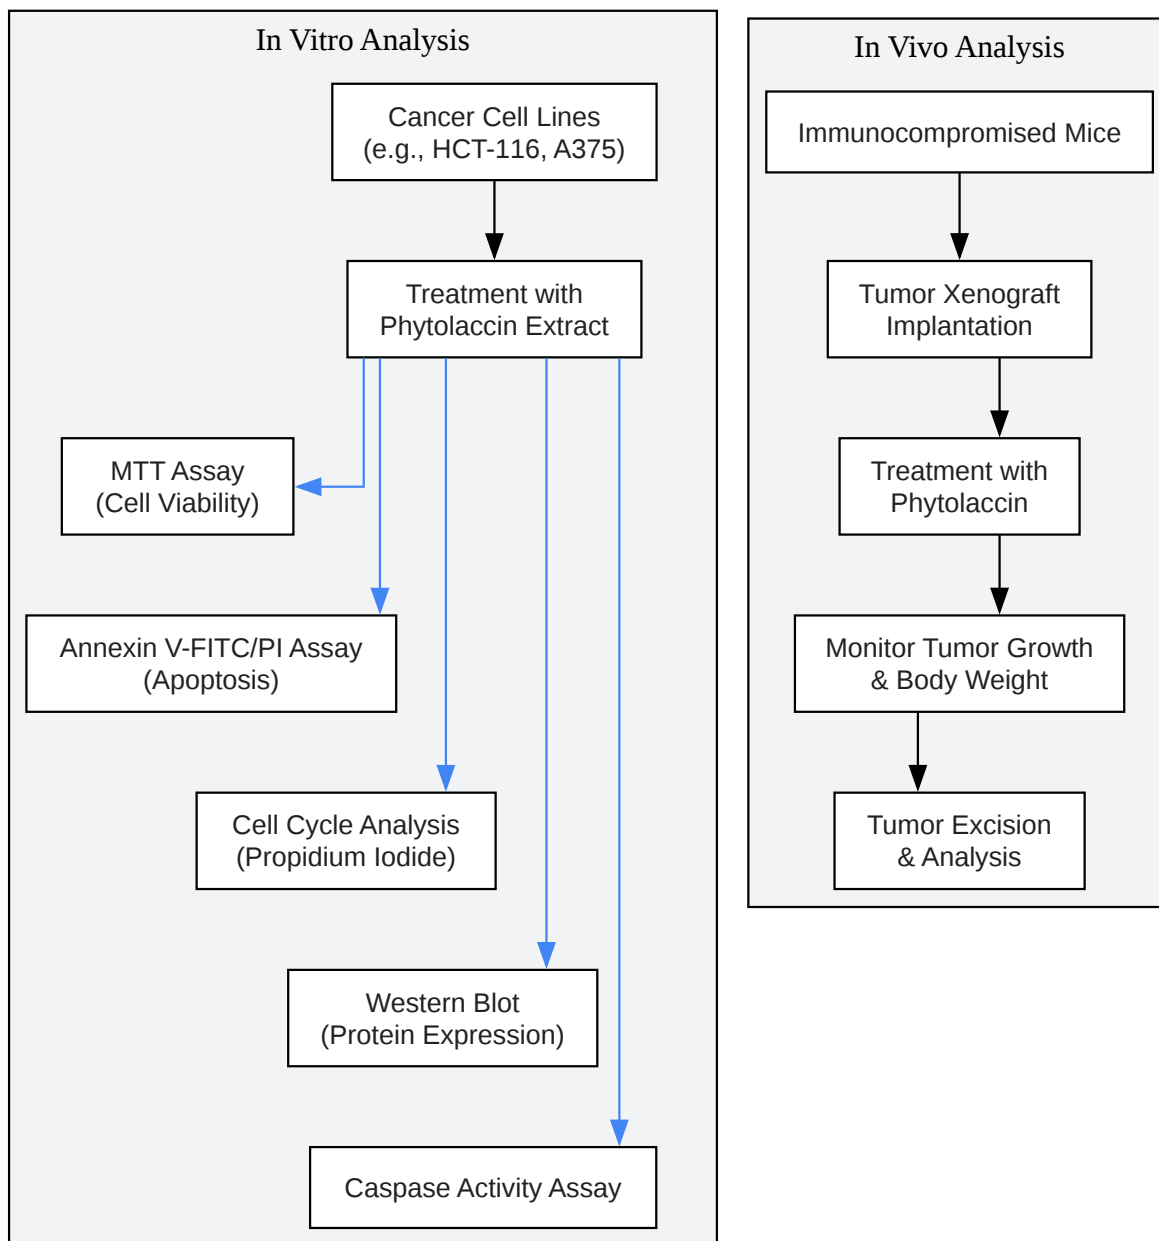 In Vitro Analysis
Cancer Cell Lines
(e.g., HCT-116, A375)
Treatment with
Phytolaccin Extract
MTT Assay
(Cell Viability)
Annexin V-FITC/PI Assay
(Apoptosis)
Cell Cycle Analysis
(Propidium Iodide)
Western Blot
(Protein Expression)
Caspase Activity Assay
In Vivo Analysis
Immunocompromised Mice
Tumor Xenograft
Implantation
Treatment with
Phytolaccin
Monitor Tumor Growth
& Body Weight
Tumor Excision
& Analysis